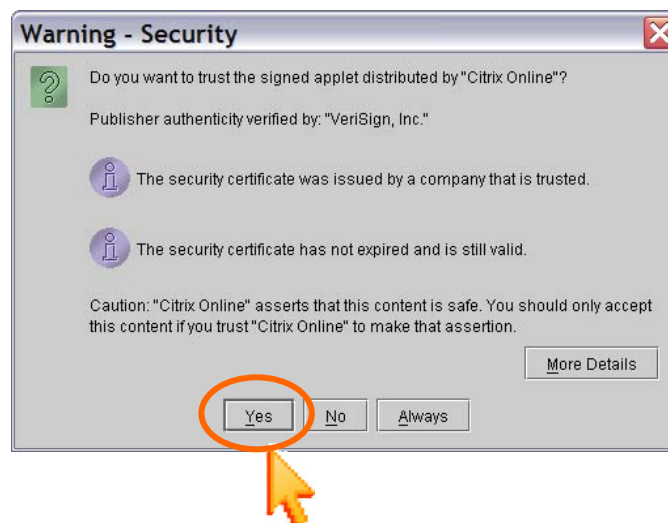 Warning - Security
Do you want to trust the signed applet distributed by "Citrix Online"?
Publisher authenticity verified by: "VeriSign, Inc."
The security certificate was issued by a company that is trusted.
The security certificate has not expired and is still valid.
Caution: "Citrix Online" asserts that this content is safe. You should only accept
this content if you trust "Citrix Online" to make that assertion.
More Details
Yes No Always